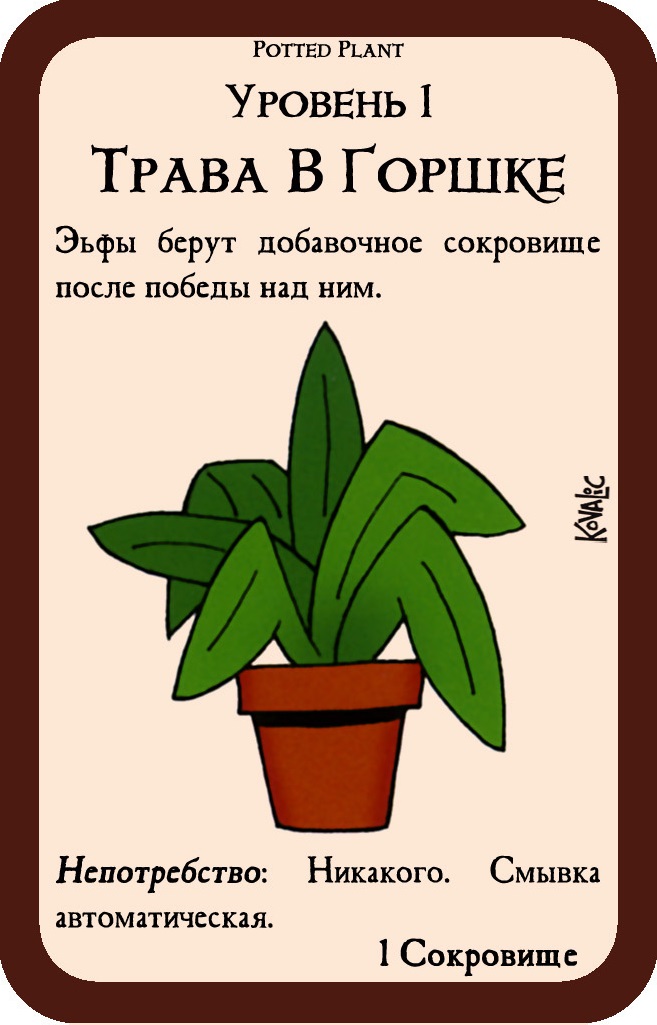 Potted Plant
Уровень 1
Трава В Горшке
Эьфы берут добавочное сокровище
после победы над ним.
Kovalic
Непотребство: Никакого. Смывка
автоматическая.
1 Сокровище